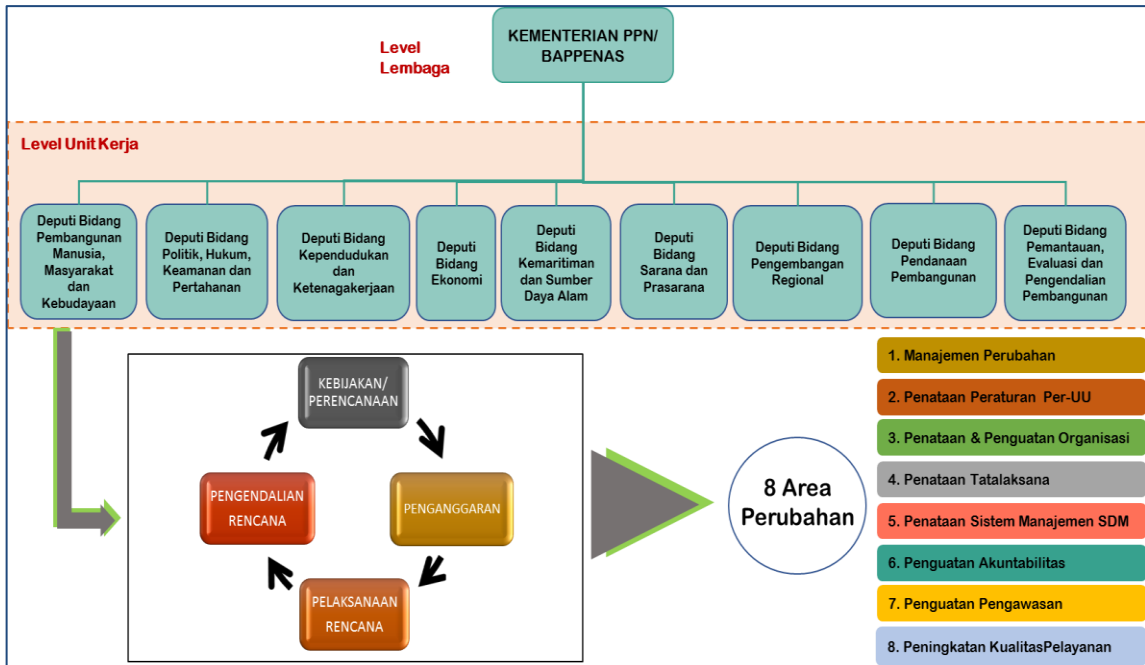 KEMENTERIAN PPN/
BAPPENAS
Level
Lembaga
Level Unit Kerja
Deputi Bidang
Pembangunan
Manusia,
Masyarakat
dan
Kebudayaan
Deputi Bidang
Politik, Hukum,
Keamanan dan
Pertahanan
Deputi Bidang
Kependudukan
dan
Ketenagakerjaan
Deputi
Bidang
Ekonomi
Deputi
Bidang
Kemaritiman
dan Sumber
Daya Alam
Deputi
Bidang
Sarana dan
Prasarana
Deputi Bidang
Pengembangan
Regional
Deputi Bidang
Pendanaan
Pembangunan
Deputi Bidang
Pemantauan,
Evaluasi dan
Pengendalian
Pembangunan
KEBIJAKAN/
PERENCANAAN
PENGANGGARAN
PELAKSANAAN
RENCANA
PENGENDALIAN
RENCANA
8 Area
Perubahan
1. Manajemen Perubahan
2. Penataan Peraturan Per-UU
3. Penataan & Penguatan Organisasi
4. Penataan Tatalaksana
5. Penataan Sistem Manajemen SDM
6. Penguatan Akuntabilitas
7. Penguatan Pengawasan
8. Peningkatan KualitasPelayanan